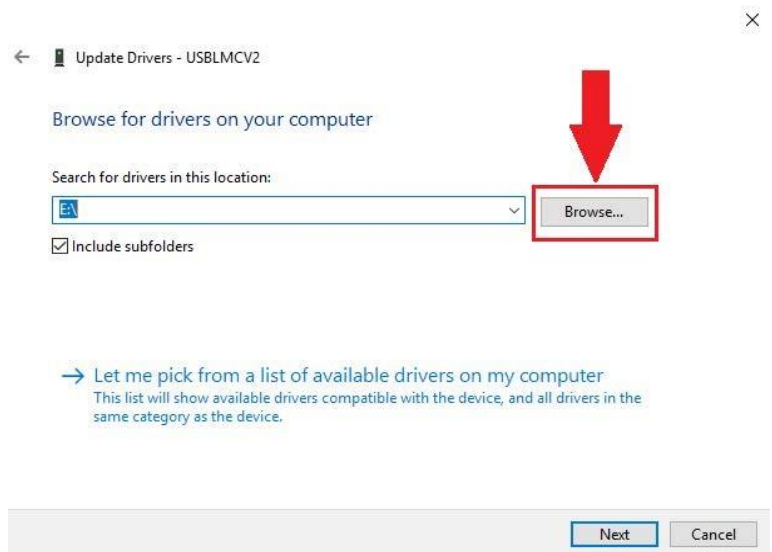 Update Drivers - USBLMCV2
Browse for drivers on your computer
Search for drivers in this location:
E:\
Browse...
Include subfolders
Let me pick from a list of available drivers on my computer
This list will show available drivers compatible with the device, and all drivers in the
same category as the device.
Next
Cancel